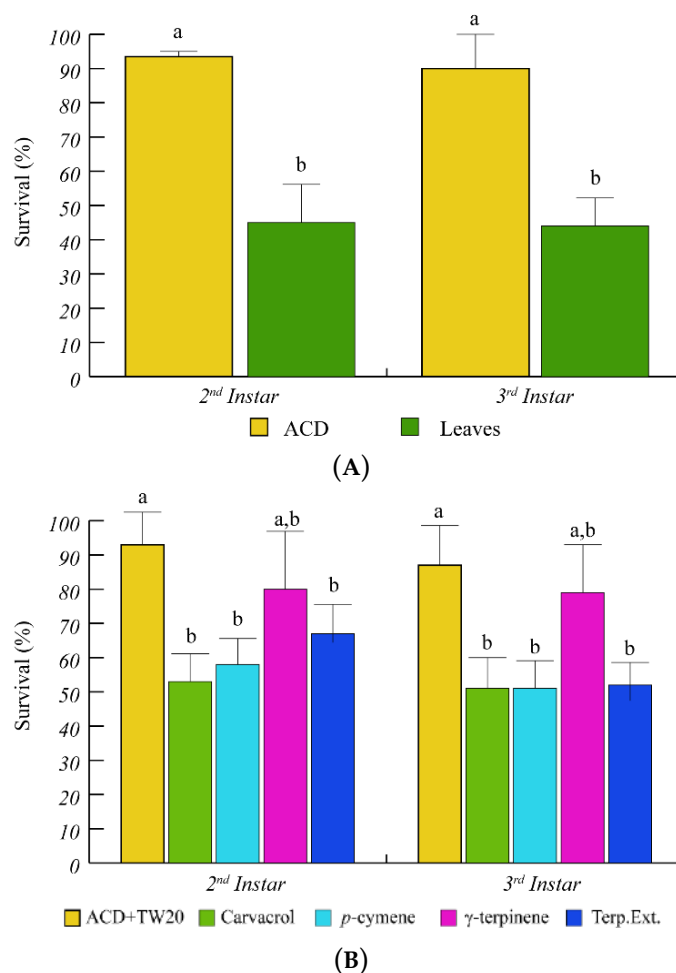 100
90
80
70
60
50
40
30
20
10
0
Survival (%)
a
b
a
b
2nd Instar
3rd Instar
ACD
Leaves
(A)
100
90
80
70
60
50
40
30
20
10
0
Survival (%)
a
b
b
a,b
b
a
b
b
a,b
b
2nd Instar
3rd Instar
ACD+TW20
Carvacrol
p-cymene
γ-terpinene
Terp.Ext.
(B)